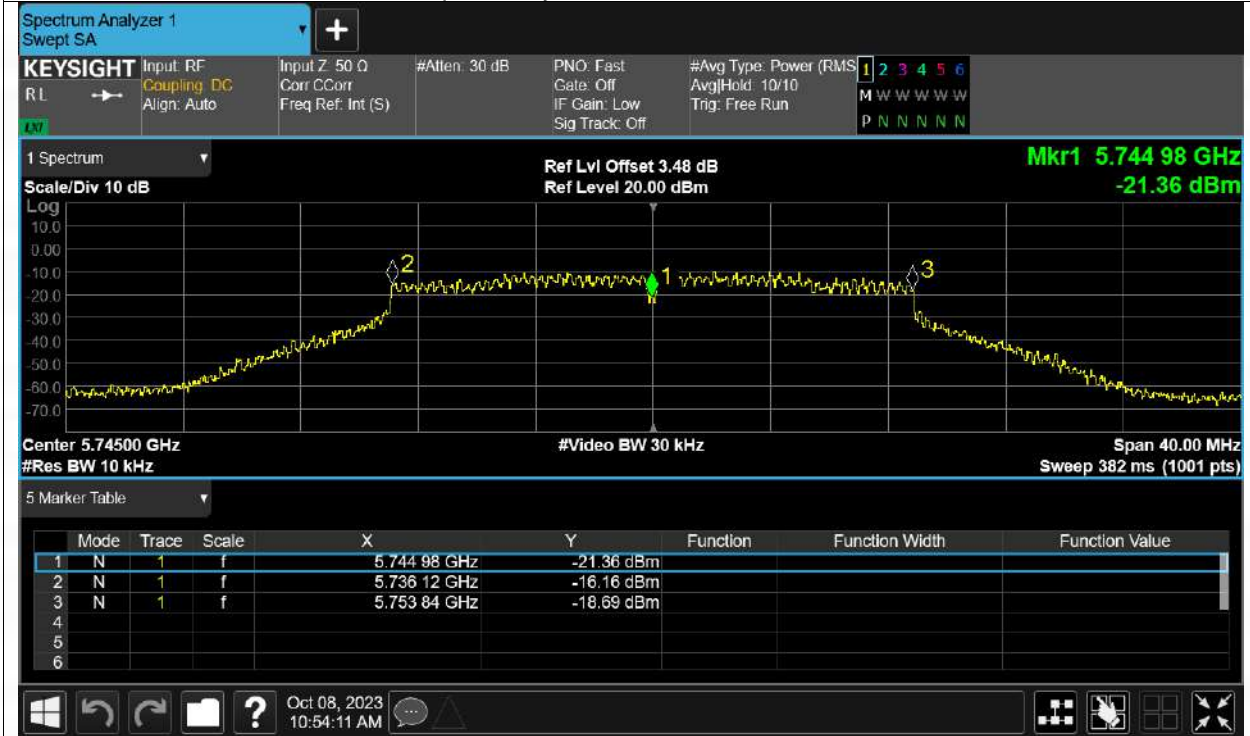 Spectrum Analyzer 1
Swept SA
+
KEYSIGHT
RL
LXI
Input: RF
Coupling: DC
Align: Auto
Input Z: 50 Ω
Corr CCorr
Freq Ref: Int (S)
#Atten: 30 dB
PNO: Fast
Gate: Off
IF Gain: Low
Sig Track: Off
#Avg Type: Power (RMS
Avg|Hold: 10/10
Trig: Free Run
1 2 3 4 5 6
M W W W W W
P N N N N N
1 Spectrum
Scale/Div 10 dB
Ref Lvl Offset 3.48 dB
Ref Level 20.00 dBm
Mkr1 5.744 98 GHz
-21.36 dBm
Log
10.0
0.00
-10.0
-20.0
-30.0
-40.0
-50.0
-60.0
-70.0
2
1
3
Center 5.74500 GHz
#Video BW 30 kHz
Span 40.00 MHz
#Res BW 10 kHz
Sweep 382 ms (1001 pts)
5 Marker Table
Mode Trace Scale X Y Function Function Width Function Value
1 N 1 f 5.744 98 GHz -21.36 dBm
2 N 1 f 5.736 12 GHz -16.16 dBm
3 N 1 f 5.753 84 GHz -18.69 dBm
4
5
6
?
Oct 08, 2023
10:54:11 AM